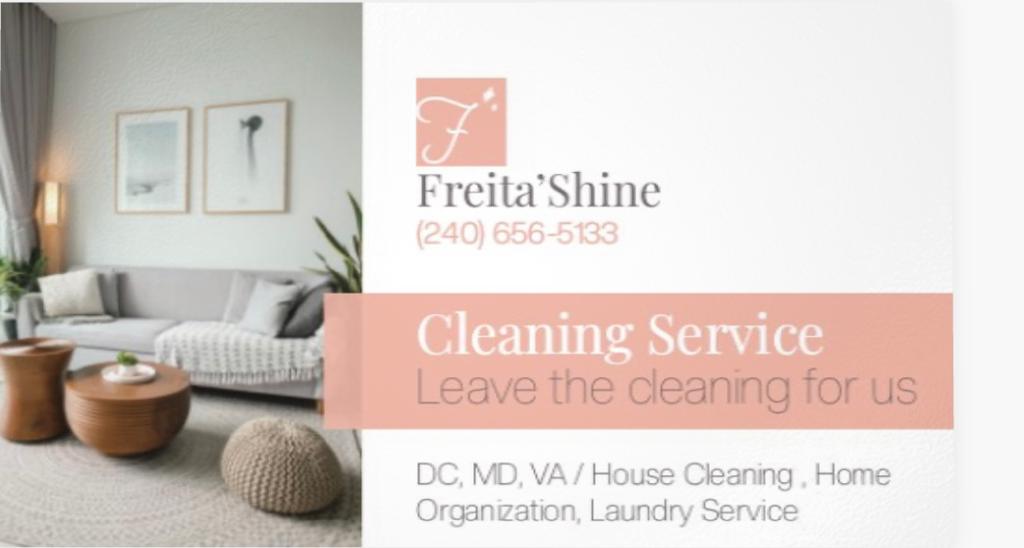 F
Freita'Shine
(240) 656-5133
Cleaning Service
Leave the cleaning for us
DC, MD, VA / House Cleaning , Home
Organization, Laundry Service